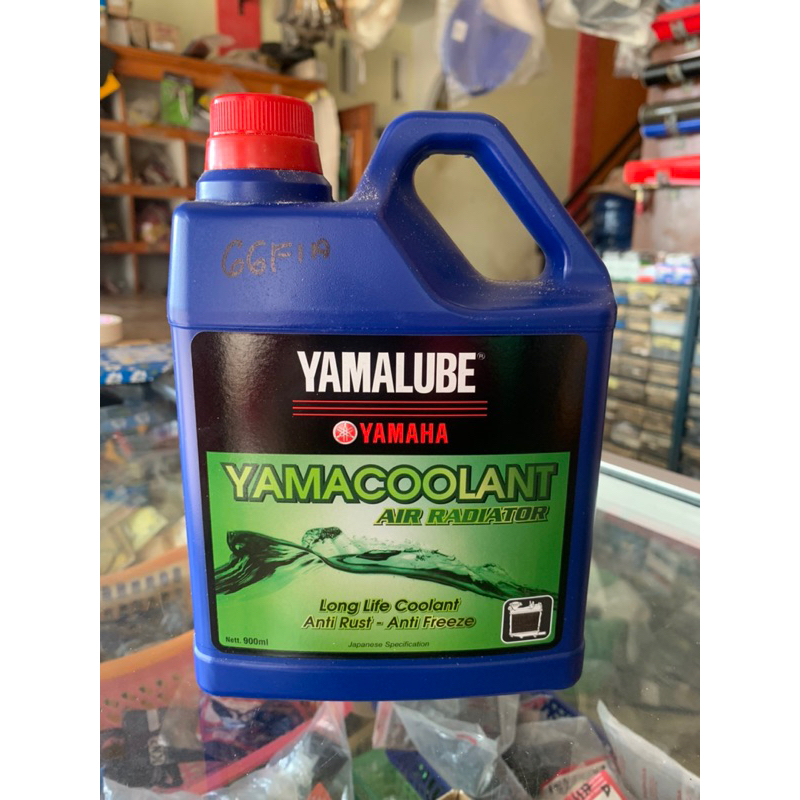 GGF1A
YAMALUBE®
YAMAHA
YAMACOOLANT
AIR RADIATOR
Long Life Coolant
Anti Rust - Anti Freeze
Nett. 900ml
Japanese Specification